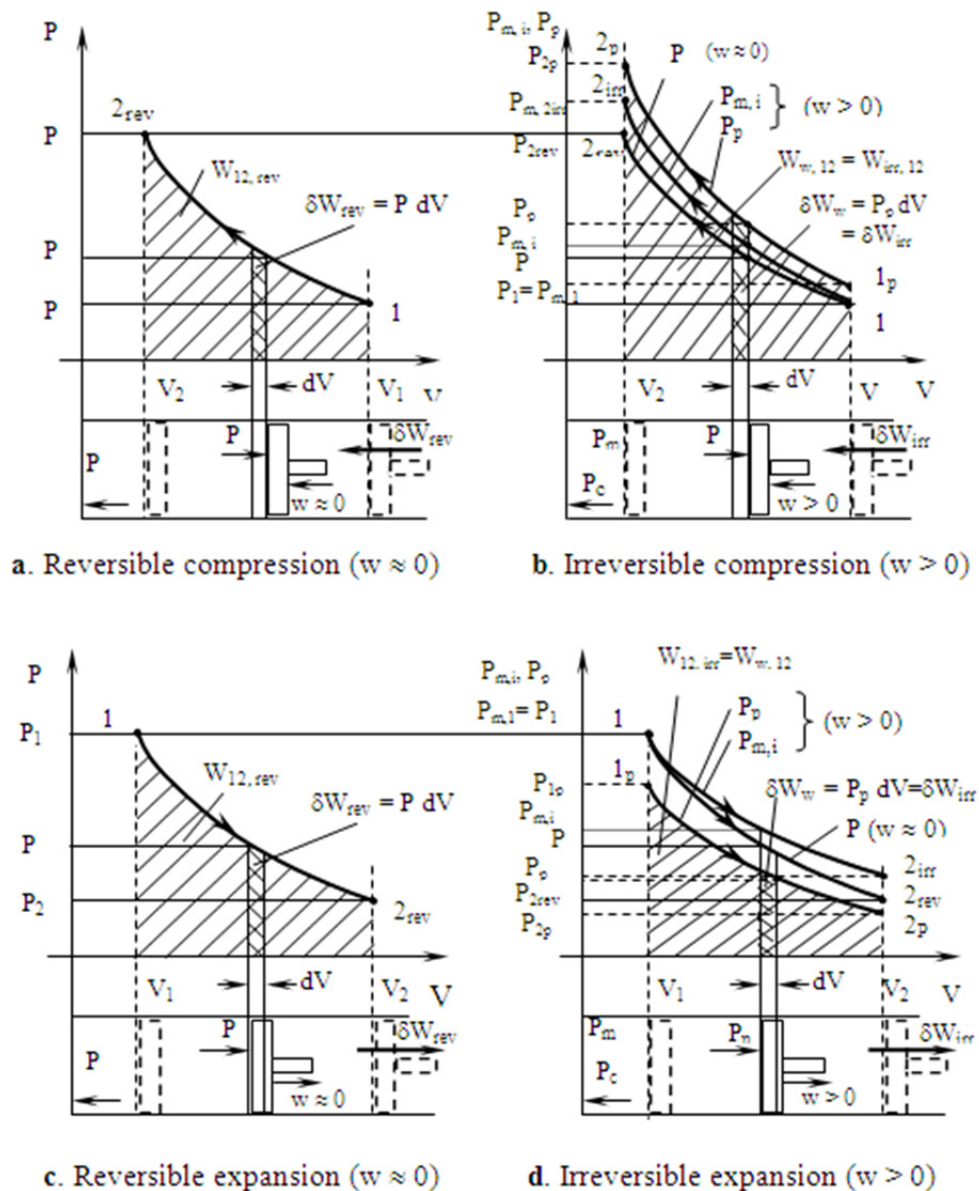 P
2rev
P
W12, rev
δWrev = P dV
P
P
1
V2
dV
V1
V
P
P
δWrev
w ≈ 0
a. Reversible compression (w ≈ 0)
Pm, i, Pp
P2p
2p
P (w ≈ 0)
2irr
Pm, 2irr
Pm, i
Pp
} (w > 0)
P2rev
2rev
Ww, 12 = Wirr, 12
Pp
δWw = Pp dV
= δWirr
Pm, i
P
P1= Pm,1
1p
1
V2
dV
V
V
Pm
P
δWirr
Pc
w > 0
b. Irreversible compression (w > 0)
P
P1
1
W12, rev
δWrev = P dV
P
P2
2rev
V1
dV
V2
V
P
P
δWrev
w ≈ 0
c. Reversible expansion (w ≈ 0)
W12, irr=Ww, 12
Pm,i, Pp
Pm,1= P1
1
Pp
Pm,i
} (w > 0)
1p
P1p
δWw = Pp dV=δWirr
Pm,i
P
P (w ≈ 0)
Pp
2irr
P2rev
2rev
P2p
2p
V1
dV
V2
V
Pm
δWirr
Pc
w > 0
d. Irreversible expansion (w > 0)